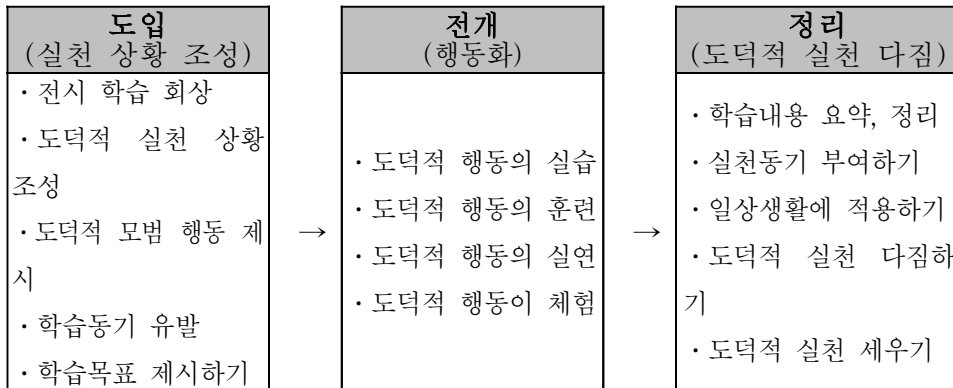 도입
(실천 상황 조성)
· 전시 학습 회상
· 도덕적 실천 상황
조성
· 도덕적 모범 행동 제
시
· 학습동기 유발
· 학습목표 제시하기
→
전개
(행동화)
· 도덕적 행동의 실습
· 도덕적 행동의 훈련
· 도덕적 행동의 실연
· 도덕적 행동이 체험
→
정리
(도덕적 실천 다짐)
· 학습내용 요약, 정리
· 실천동기 부여하기
· 일상생활에 적용하기
· 도덕적 실천 다짐하
기
· 도덕적 실천 세우기